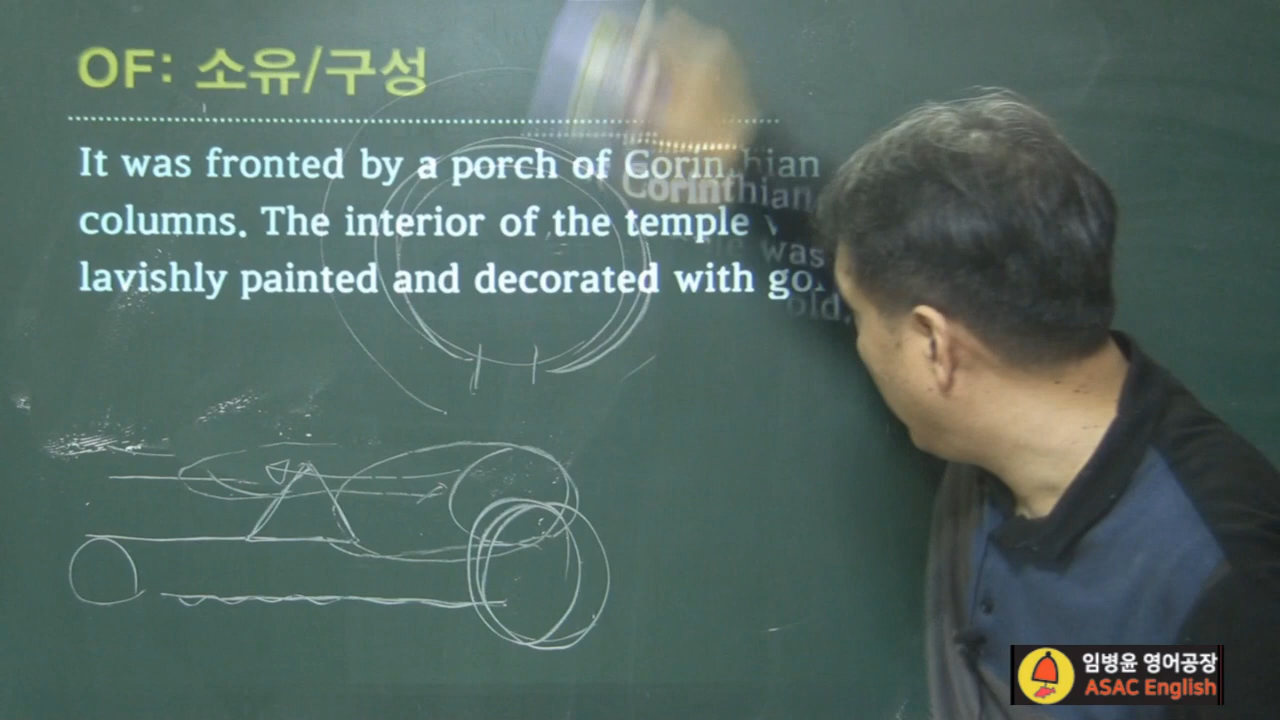 OF: 소유/구성
It was fronted by a porch of Corinthian
columns. The interior of the temple was
lavishly painted and decorated with gold.
임병윤 영어공장
ASAC English